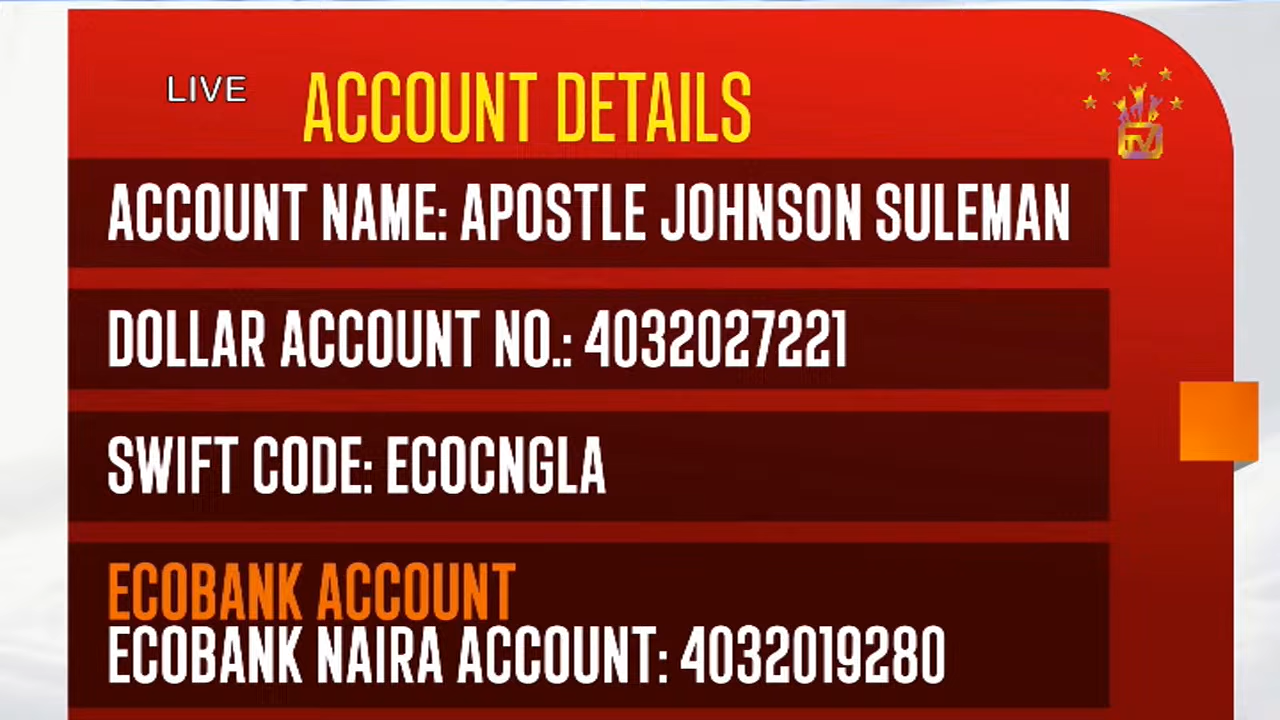 LIVE
ACCOUNT DETAILS
TV
ACCOUNT NAME: APOSTLE JOHNSON SULEMAN
DOLLAR ACCOUNT NO.: 4032027221
SWIFT CODE: ECOCNGLA
ECOBANK ACCOUNT
ECOBANK NAIRA ACCOUNT: 4032019280